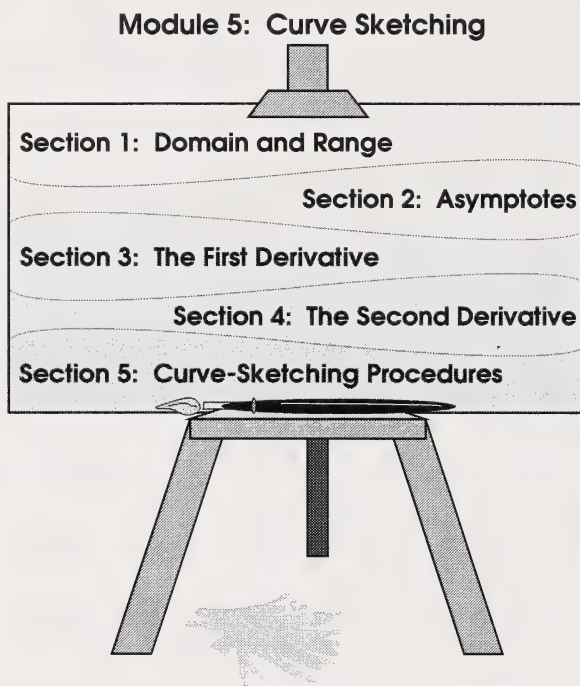 Module 5: Curve Sketching
Section 1: Domain and Range
Section 2: Asymptotes
Section 3: The First Derivative
Section 4: The Second Derivative
Section 5: Curve-Sketching Procedures